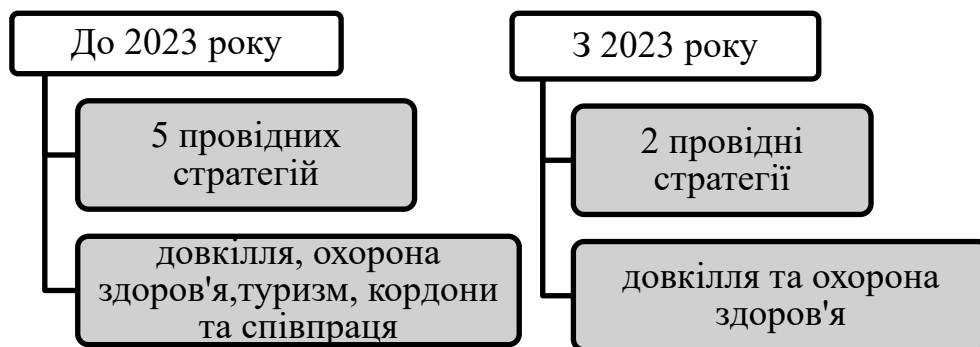 До 2023 року
5 провідних
стратегій
довкілля, охорона
здоров'я,туризм, кордони
та співпраця
З 2023 року
2 провідні
стратегії
довкілля та охорона
здоров'я